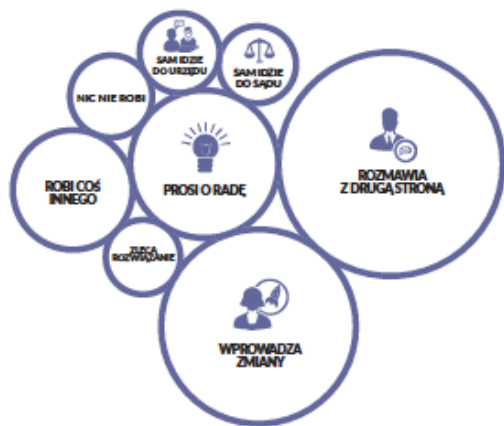 SAM IDZIE
DO URZĘDU
SAM IDZIE
DO SĄDU
NIC NIE ROBI
ROZMAWIA
Z DRUGĄ STRONĄ
ROBI COŚ
INNEGO
PROSI O RADĘ
ZLECA
ROZWIĄZANIE
WPROWADZA
ZMIANY